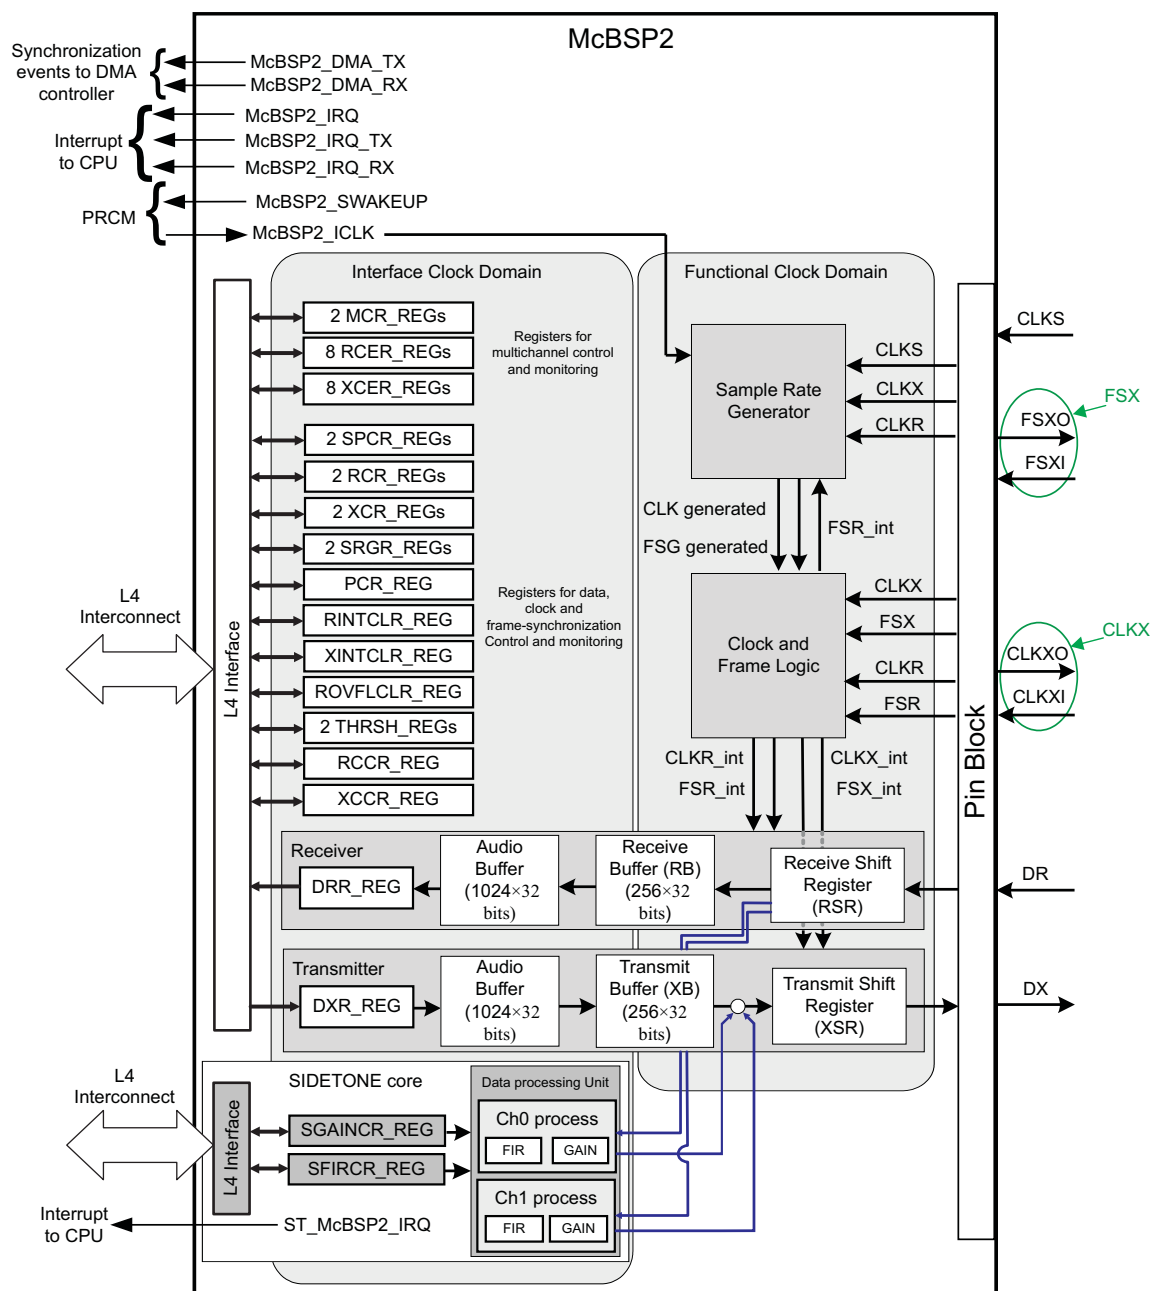 McBSP2
Synchronization
events to DMA
controller
McBSP2_DMA_TX
McBSP2_DMA_RX
Interrupt
to CPU
McBSP2_IRQ
McBSP2_IRQ_TX
McBSP2_IRQ_RX
PRCM
McBSP2_SWAKEUP
McBSP2_ICLK
Interface Clock Domain
Functional Clock Domain
2 MCR_REGs
8 RCER_REGs
8 XCER_REGs
Registers for
multichannel control
and monitoring
2 SPCR_REGs
2 RCR_REGs
2 XCR_REGs
2 SRGR_REGs
PCR_REG
RINTCLR_REG
XINTCLR_REG
ROVFLCLR_REG
2 THRSH_REGs
RCCR_REG
XCCR_REG
Registers for data,
clock and
frame-synchronization
Control and monitoring
L4
Interconnect
L4 Interface
Sample Rate
Generator
CLKS
CLKX
CLKR
CLK generated
FSG generated
FSR_int
Clock and
Frame Logic
CLKX
FSX
CLKR
FSR
CLKR_int
FSR_int
CLKX_int
FSX_int
Pin Block
CLKS
FSX
FSXO
FSXI
CLKX
CLKXO
CLKXI
DR
DX
Receiver
DRR_REG
Audio
Buffer
(1024×32
bits)
Receive
Buffer (RB)
(256×32
bits)
Receive Shift
Register
(RSR)
Transmitter
DXR_REG
Audio
Buffer
(1024×32
bits)
Transmit
Buffer (XB)
(256×32
bits)
Transmit Shift
Register
(XSR)
SIDETONE core
L4
Interconnect
L4 Interface
SGAINCR_REG
SFIRCR_REG
Data processing Unit
Ch0 process
FIR
GAIN
Ch1 process
FIR
GAIN
Interrupt
to CPU
ST_McBSP2_IRQ